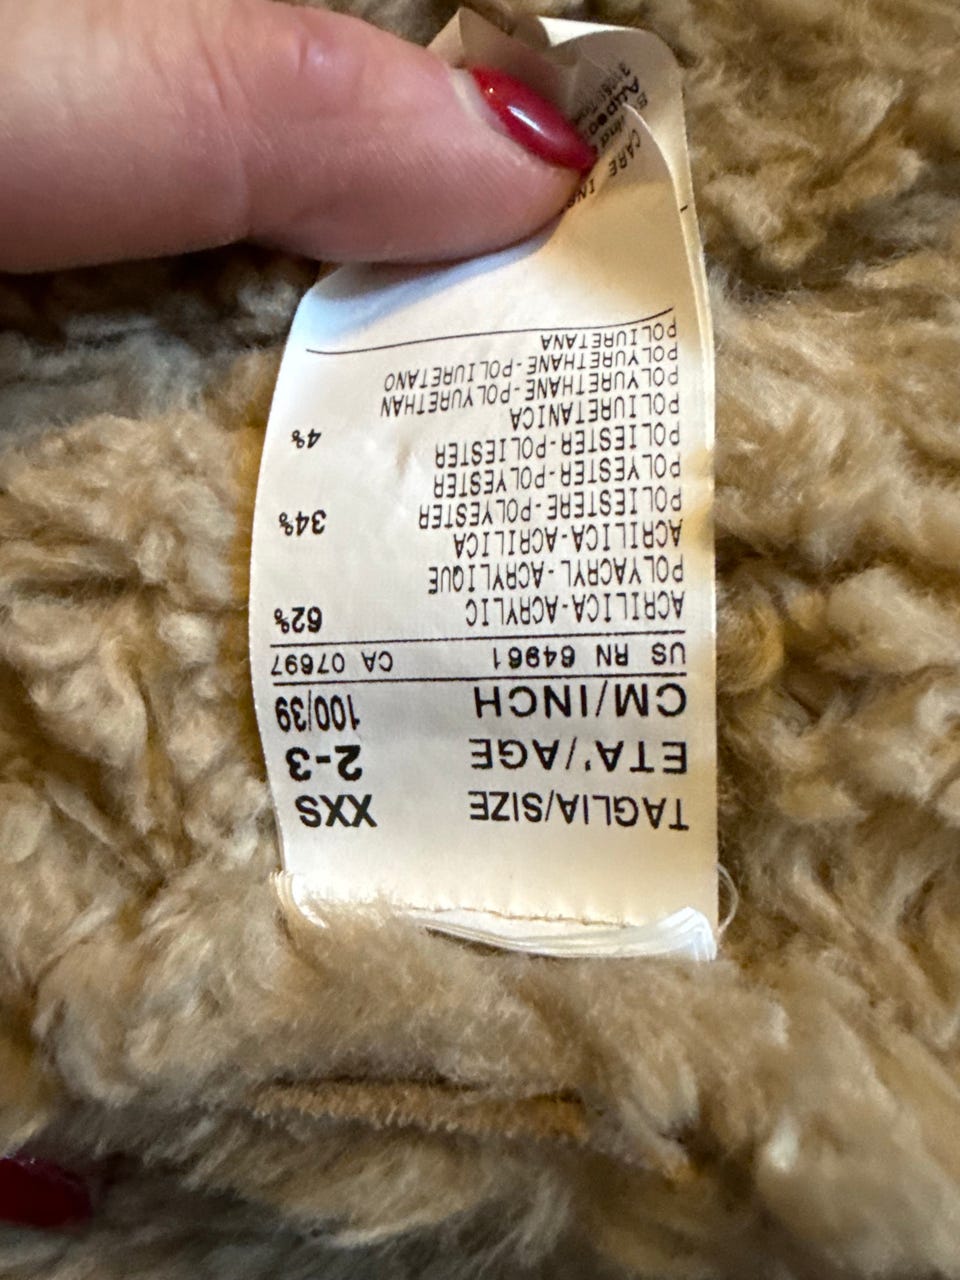 TAGLIA/SIZE XXS
ETA'/AGE 2-3
CM/INCH 100/39
US RN 64961 CA 07697
ACRILICA-ACRYLIC 62%
POLYACRYL-ACRYLIQUE
ACRILICA-ACRILICA
POLIESTERE-POLYESTER 34%
POLYESTER-POLYESTER
POLIESTER-POLIESTER
POLIURETANICA 4%
POLYURETHANE-POLYURETHAN
POLYURETHANE-POLIURETANO
POLIURETANA
CARE